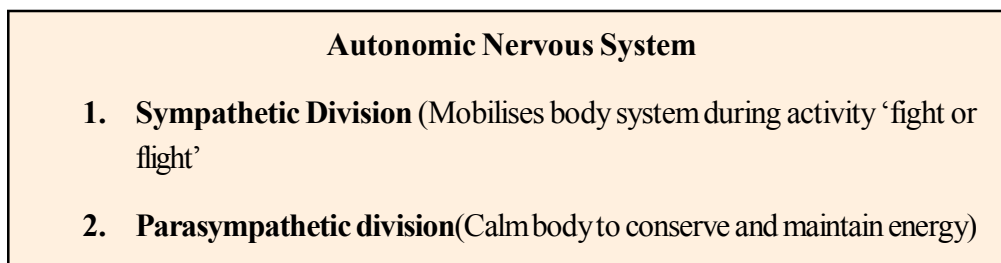 Autonomic Nervous System
1. Sympathetic Division (Mobilises body system during activity ‘fight or
flight’
2. Parasympathetic division(Calm body to conserve and maintain energy)